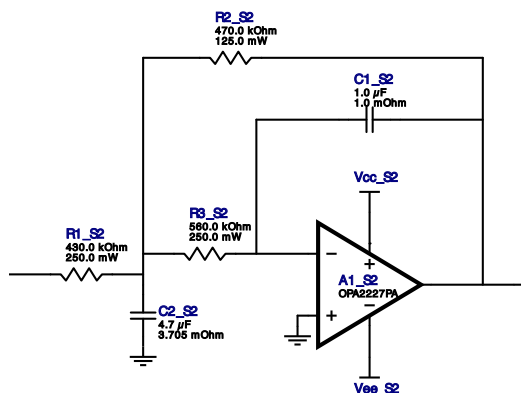 R2_S2
470.0 kOhm
125.0 mW
C1_S2
1.0 µF
1.0 mOhm
Vcc_S2
R3_S2
560.0 kOhm
250.0 mW
R1_S2
430.0 kOhm
250.0 mW
A1_S2
OPA2227PA
C2_S2
4.7 µF
3.705 mOhm
Vee_S2